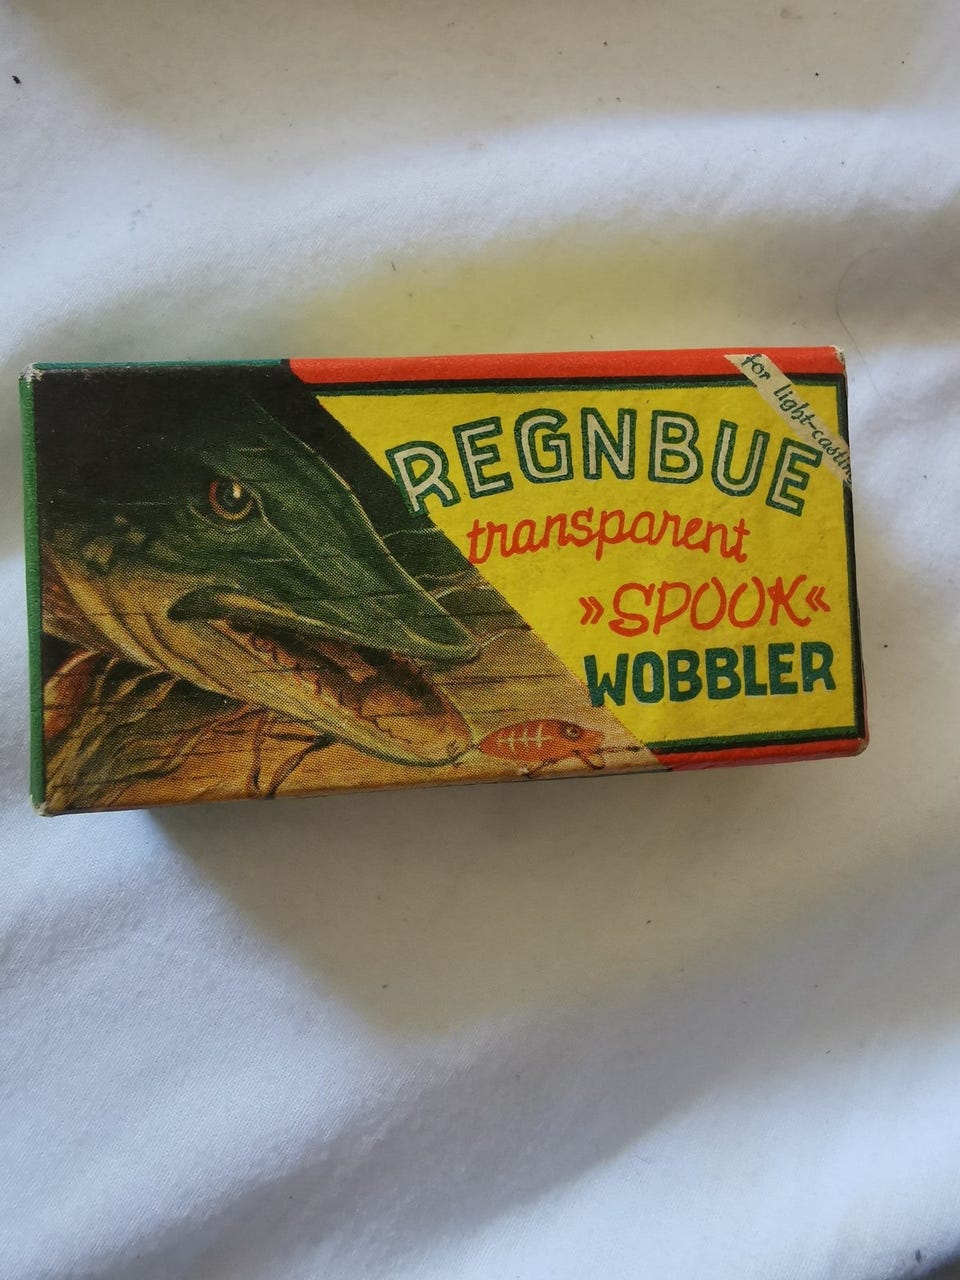 for light-casting
REGNBUE
transparent
»SPOOK«
WOBBLER